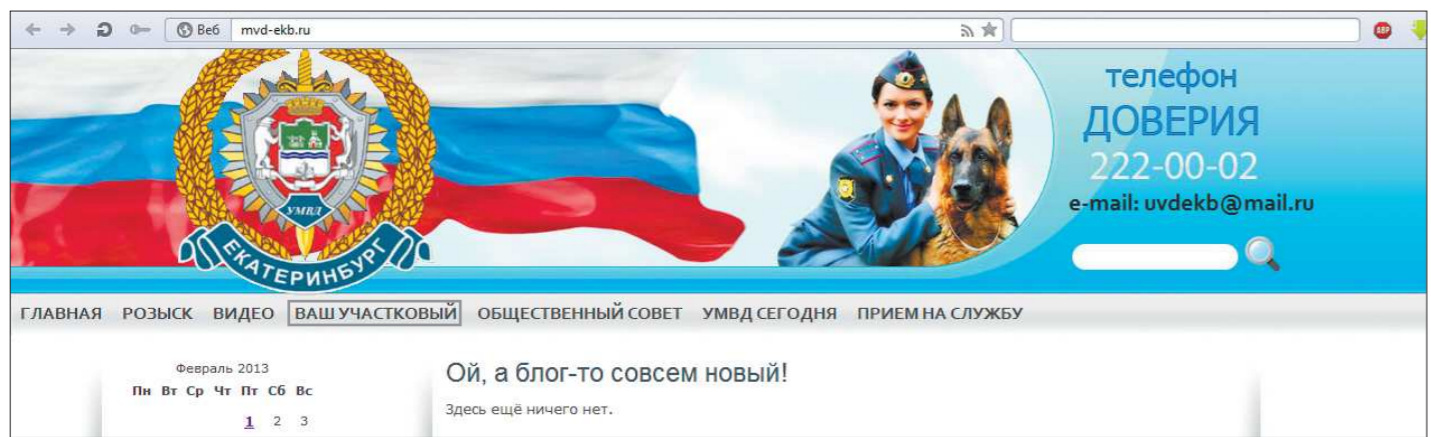 Веб mvd-ekb.ru
ABP
телефон
ДОВЕРИЯ
222-00-02
e-mail: uvdekb@mail.ru
УМВД
ЕКАТЕРИНБУРГ
ГЛАВНАЯ РОЗЫСК ВИДЕО ВАШ УЧАСТКОВЫЙ ОБЩЕСТВЕННЫЙ СОВЕТ УМВД СЕГОДНЯ ПРИЕМ НА СЛУЖБУ
Февраль 2013
Пн Вт Ср Чт Пт Сб Вс
1 2 3
Ой, а блог-то совсем новый!
Здесь ещё ничего нет.